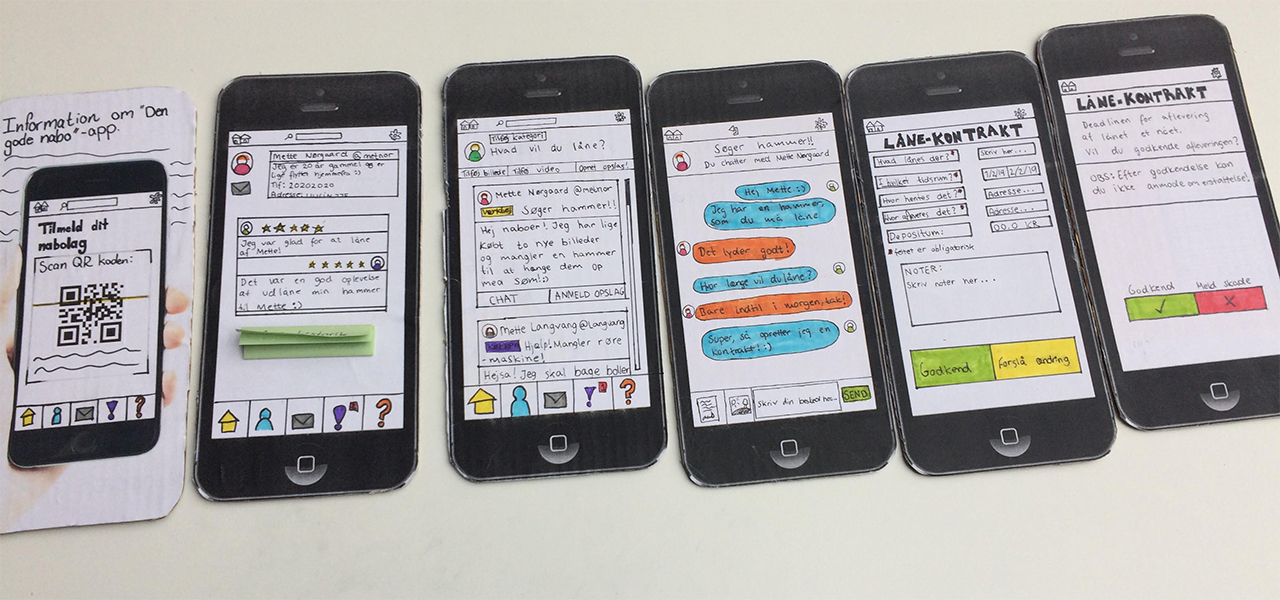 Information om "Den
gode nabo"-app.
Tilmeld dit
nabolag
Scan QR koden:
Mette Nørgaard @metnor
Jeg er 20 år gammel og er
lige flyttet hjemmefra :)
Tlf: 20202020
Adresse:
Jeg var glad for at låne
af Mette!
Det var en god oplevelse
at udlåne min hammer
til Mette :)
Tilføj kategori
Hvad vil du låne?
Tilføj billede Tilføj video Opret opslag!
Mette Nørgaard @metnor
Værktøj Søger hammer!!
Hej naboer! Jeg har lige
købt to nye billeder
og mangler en hammer
til at hænge dem op
med Søm!:)
CHAT ANMELD OPSLAG
Mette Langvang @langvang
Hjælp! Mangler røre
-maskine!
Hejsa! Jeg skal bage boller
Søger hammer!!
Du chatter med Mette Nørgaard
Hej Mette :)
Jeg har en hammer,
som du må låne
Det lyder godt!
Hvor længe vil du låne?
Bare indtil i morgen, tak!
Super, så opretter jeg en
kontrakt! :)
Skriv din besked her...
SEND
LÅNE-KONTRAKT
Hvad lånes der?* Skriv her...
I hvilket tidsrum?* 1/2/19 2/2/19
Hvor hentes det?* Adresse...
Hvor afleveres det?* Adresse...
Depositum: 00.0 KR
*feltet er obligatorisk
NOTER:
Skriv noter her...
Godkend Forslå ændring
LÅNE-KONTRAKT
Deadlinen for aflevering
af lånet er nået.
Vil du godkende afleveringen?
OBS: Efter godkendelse kan
du ikke anmode om erstattelse!
Godkend Meld skade